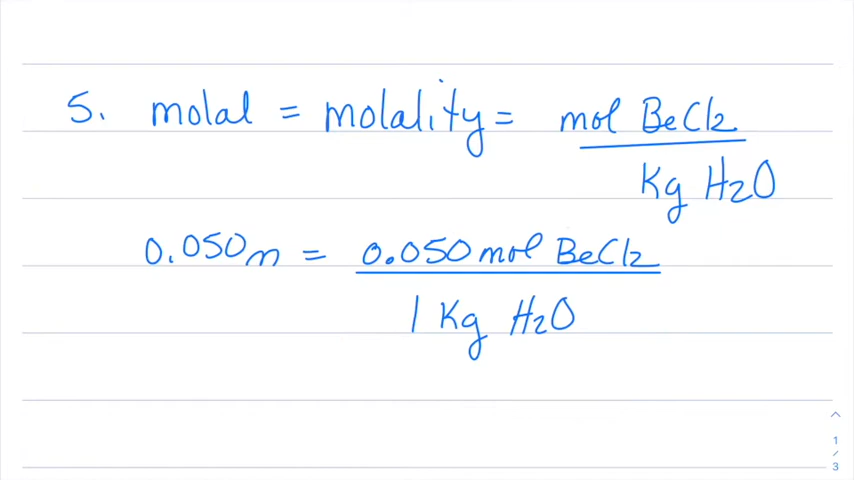 5. molal = molality = mol BeCl2
Kg H2O
0.050m = 0.050 mol BeCl2
1 Kg H2O
1
/
3